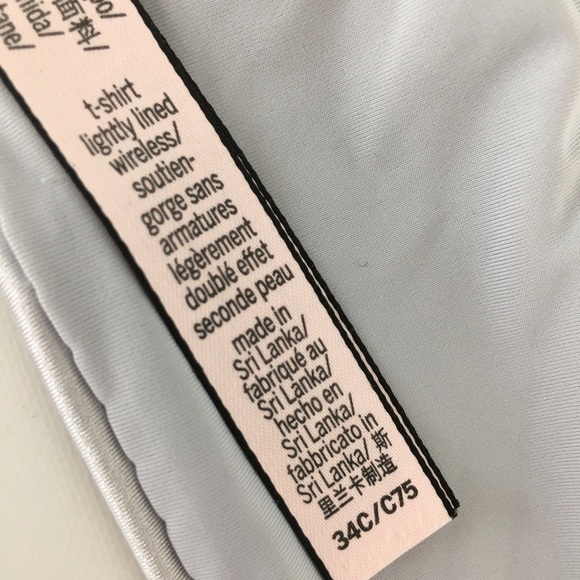 nida/
tane/
面料/
t-shirt
lightly lined
wireless/
soutien-
gorge sans
armatures
légèrement
doublé effet
seconde peau
made in
Sri Lanka/
fabriqué au
Sri Lanka/
hecho en
Sri Lanka/
fabbricato in
Sri Lanka/ 斯
里兰卡制造
34C/C75